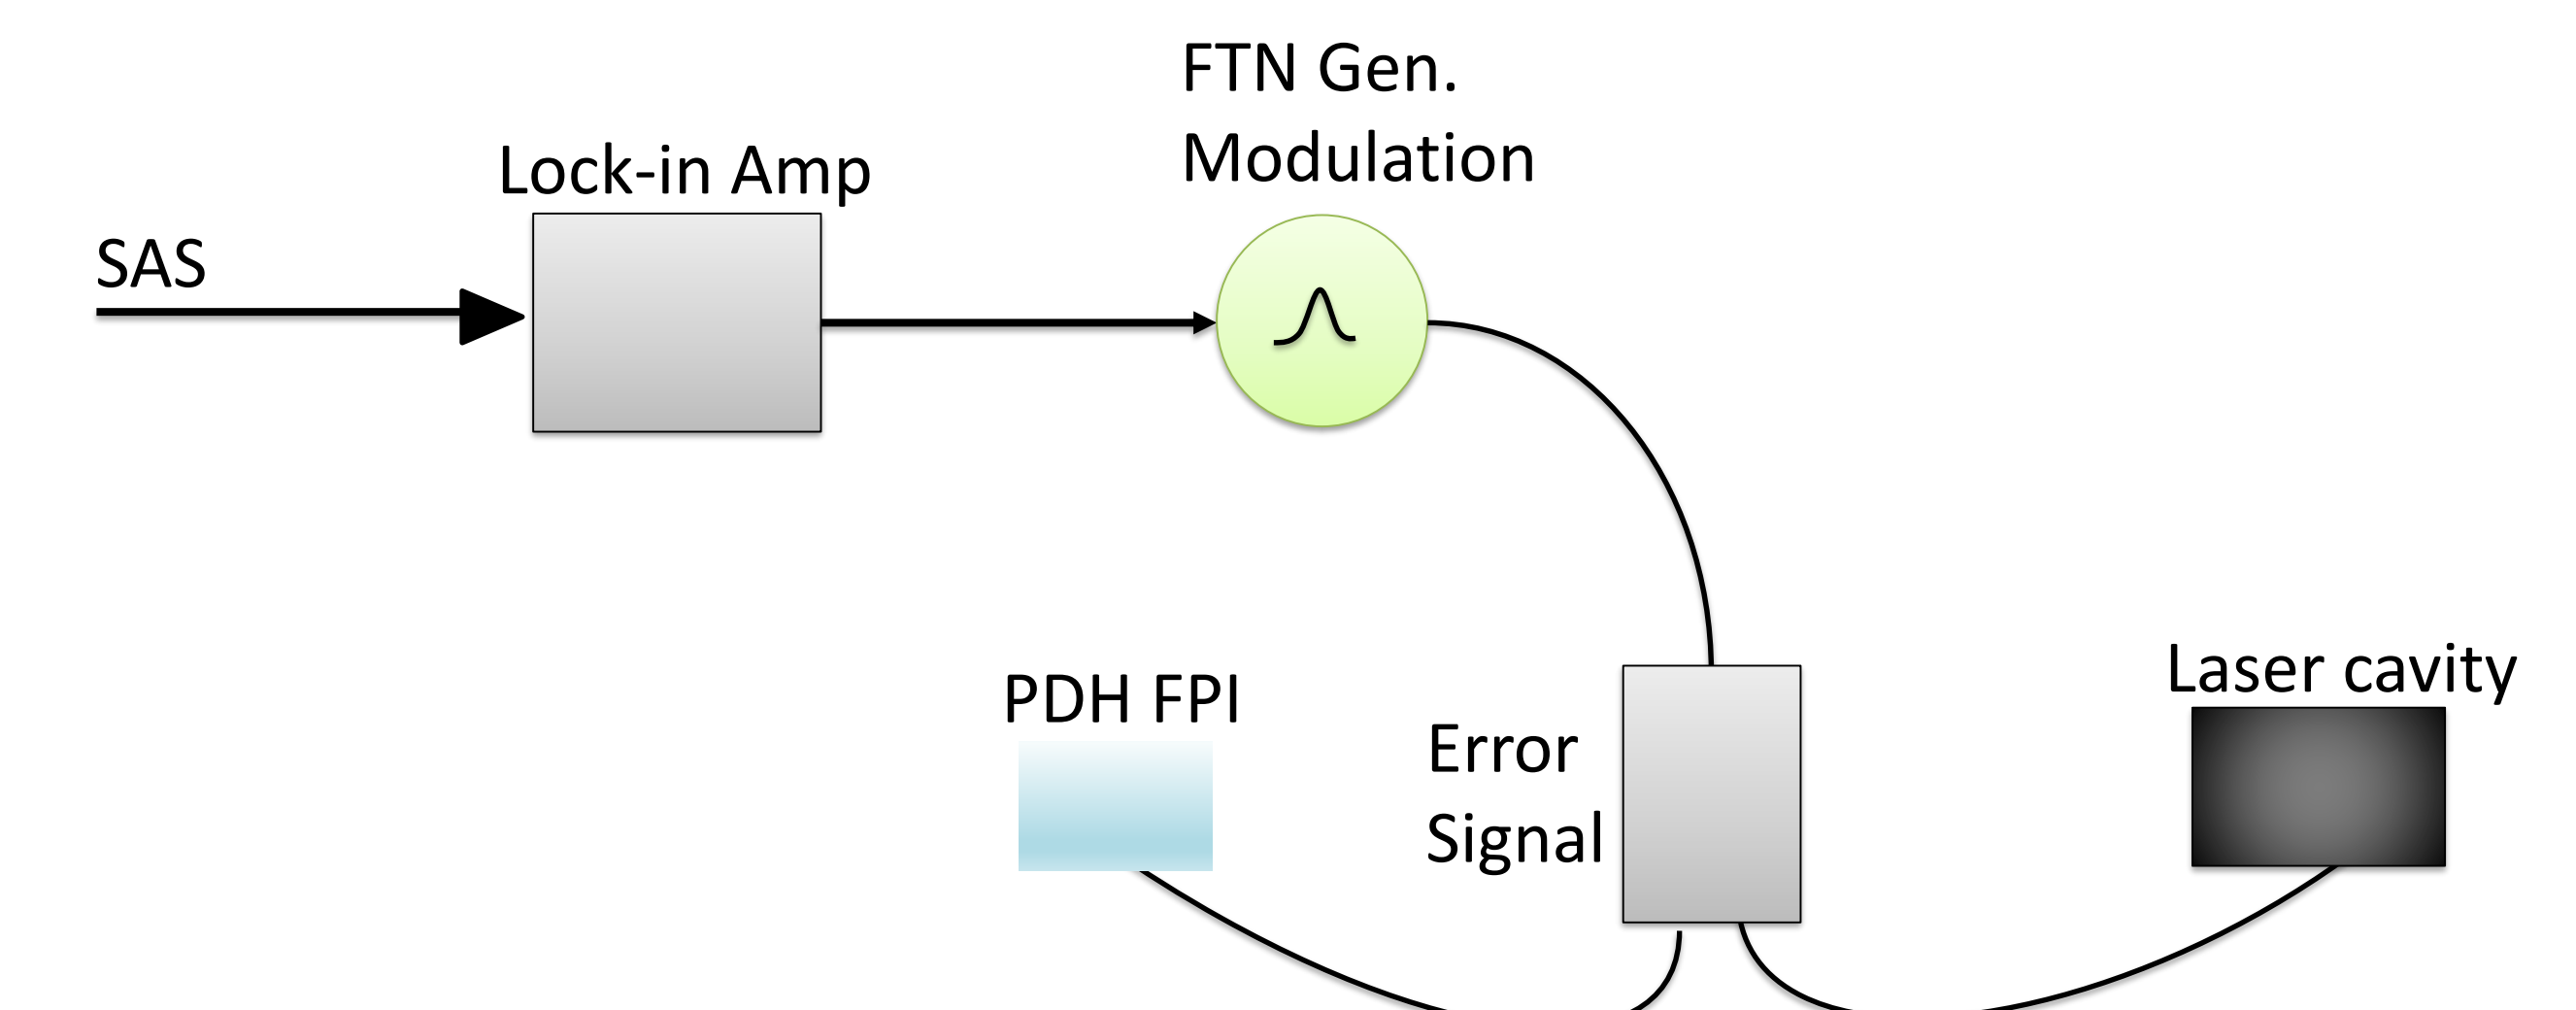 FTN Gen.
Modulation
Lock-in Amp
SAS
Laser cavity
PDH FPI
Error
Signal